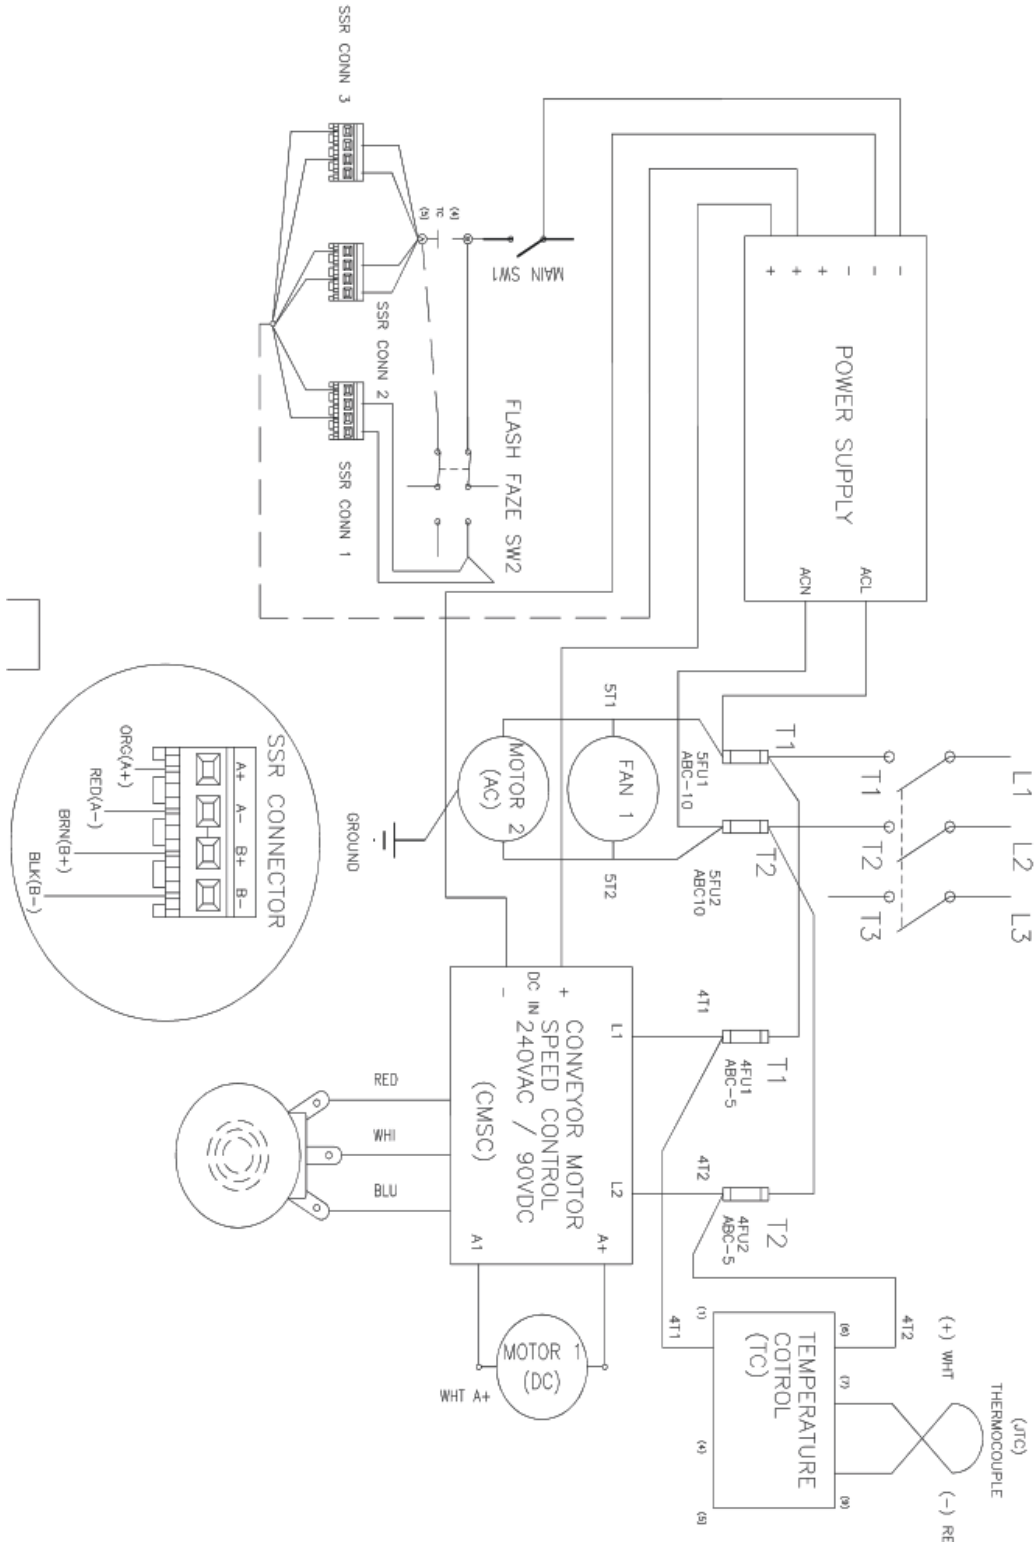 L1
L2
L3
T1
T2
T3
T1
T2
T1
T2
5FU1
ABC-10
5FU2
ABC10
4FU1
ABC-5
4FU2
ABC-5
5T1
5T2
4T1
4T2
4T1
4T2
POWER SUPPLY
+ + + - - -
ACN
ACL
MAIN SW1
TC
(5)
(4)
FLASH FAZE SW2
SSR CONN 3
SSR CONN 2
SSR CONN 1
MOTOR 2
(AC)
FAN 1
GROUND
SSR CONNECTOR
A+ A- B+ B-
ORG(A+)
RED(A-)
BRN(B+)
BLK(B-)
CONVEYOR MOTOR
SPEED CONTROL
240VAC / 90VDC
(CMSC)
DC IN
+
-
L1
L2
A1
A+
RED
WHI
BLU
MOTOR 1
(DC)
WHT A+
TEMPERATURE
COTROL
(TC)
(1)
(4)
(5)
(6)
(7)
(9)
(JTC)
THERMOCOUPLE
(+) WHT
(-) RE